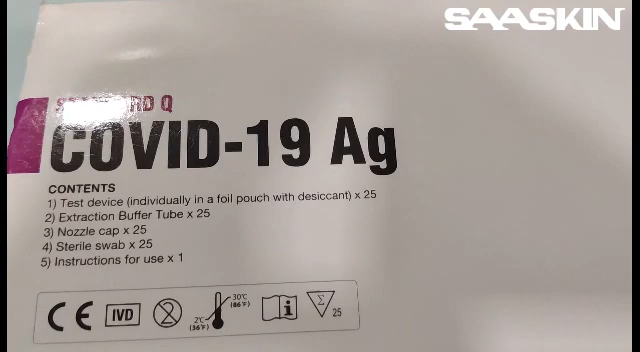 SAASKIN
Q
COVID-19 Ag
CONTENTS
1) Test device (individually in a foil pouch with desiccant) x 25
2) Extraction Buffer Tube x 25
3) Nozzle cap x 25
4) Sterile swab x 25
5) Instructions for use x 1
CE IVD 2 2℃ (36℉) 30℃ (86℉) i Σ 25